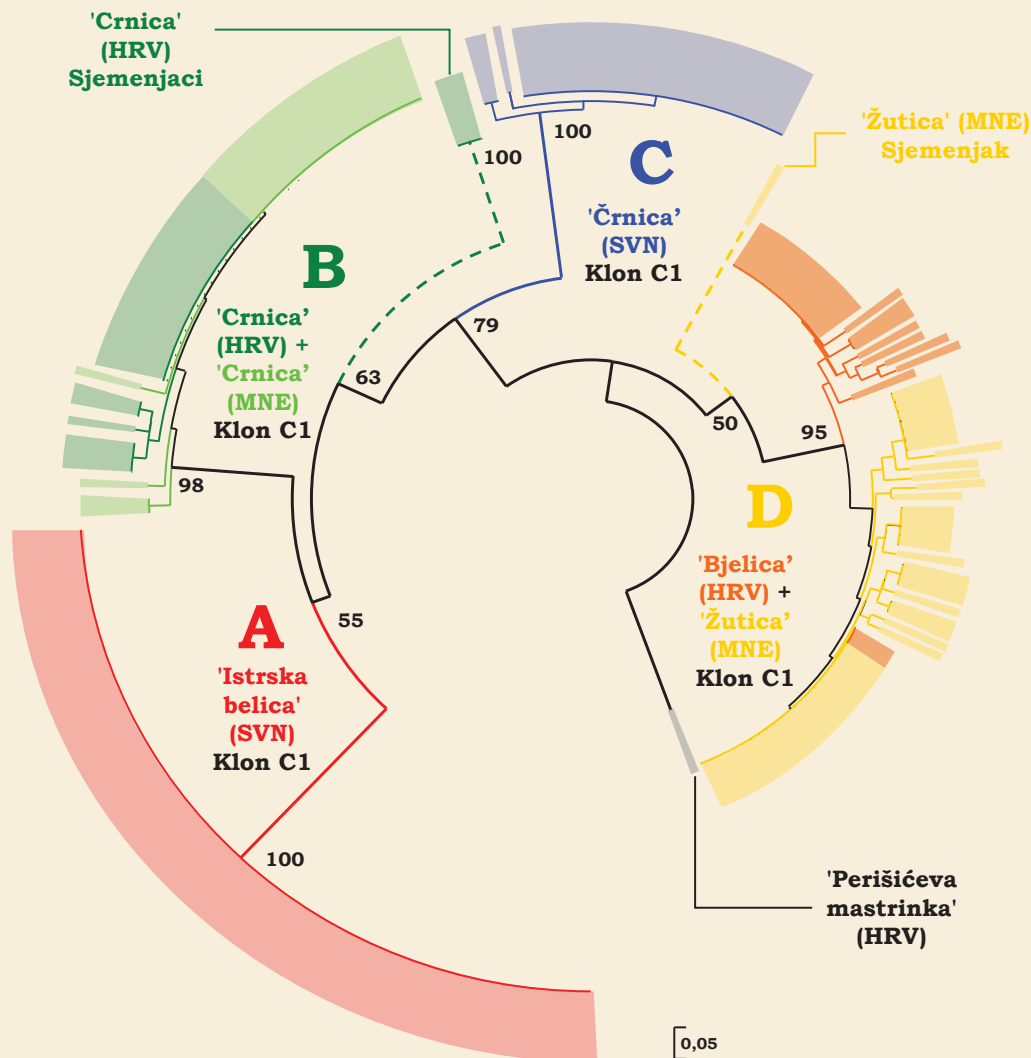 'Crnica'
(HRV)
Sjemenjaci
'Žutica' (MNE)
Sjemenjak
100
100
C
'Črnica'
(SVN)
Klon C1
B
'Crnica'
(HRV) +
'Crnica'
(MNE)
Klon C1
79
63
50
95
98
D
'Bjelica'
(HRV) +
'Žutica'
(MNE)
Klon C1
A
'Istrska
belica'
(SVN)
Klon C1
55
100
'Perišićeva
mastrinka'
(HRV)
0,05